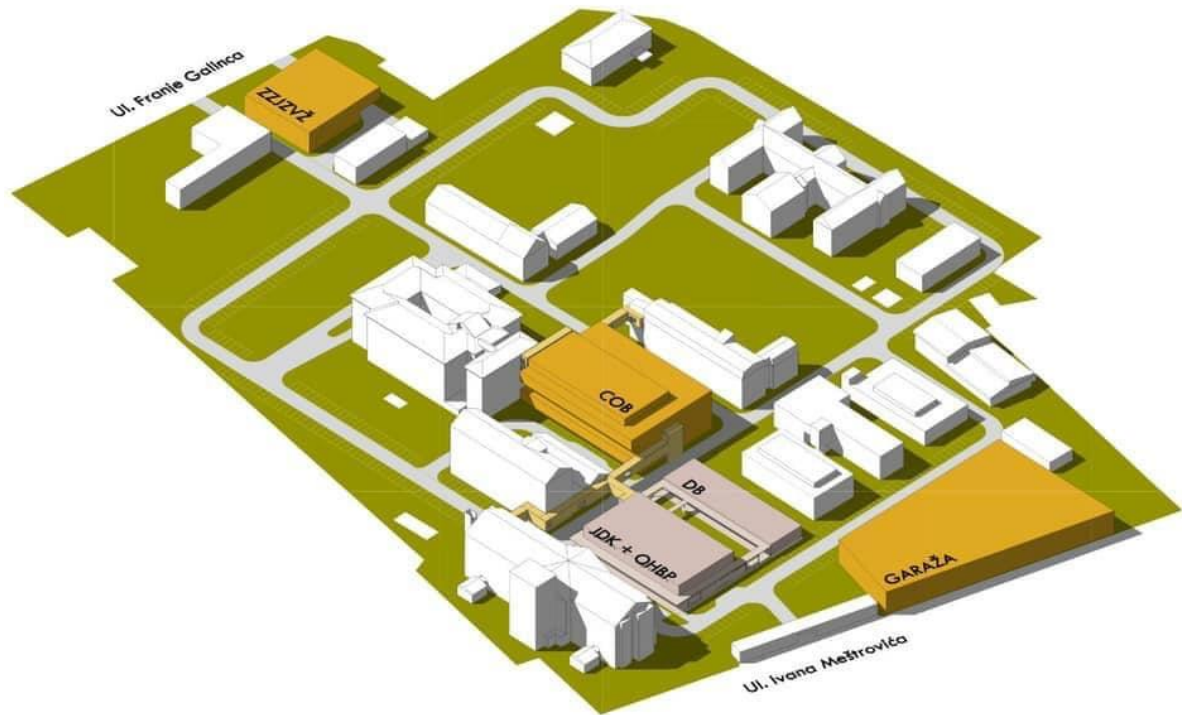 Ul. Franje Galinca
ZZJZVŽ
COB
DB
JDK + OHBP
GARAŽA
Ul. Ivana Meštrovića